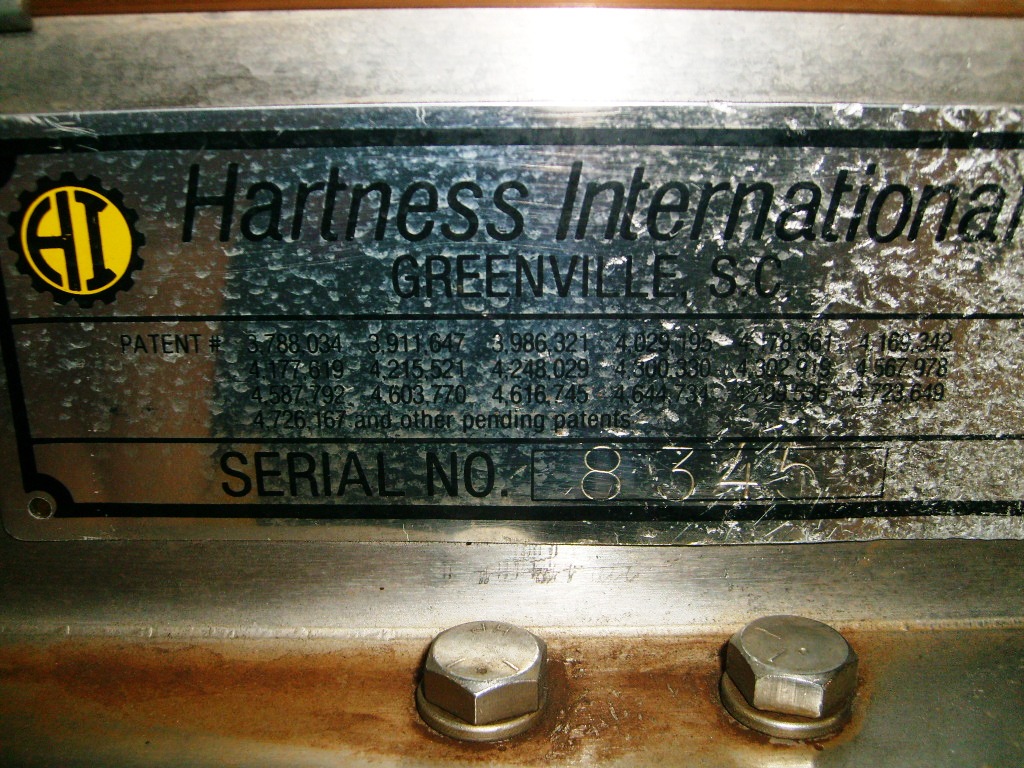 HI
Hartness International
GREENVILLE, S.C.
PATENT # 3,788,034 3,911,647 3,986,321 4,029,195 4,169,342
4,177,619 4,215,521 4,248,029 4,300,330 4,302,919 4,567,978
4,587,792 4,603,770 4,616,745 4,644,731 4,709,536 4,723,649
4,726,167 and other pending patents
SERIAL NO. 8345